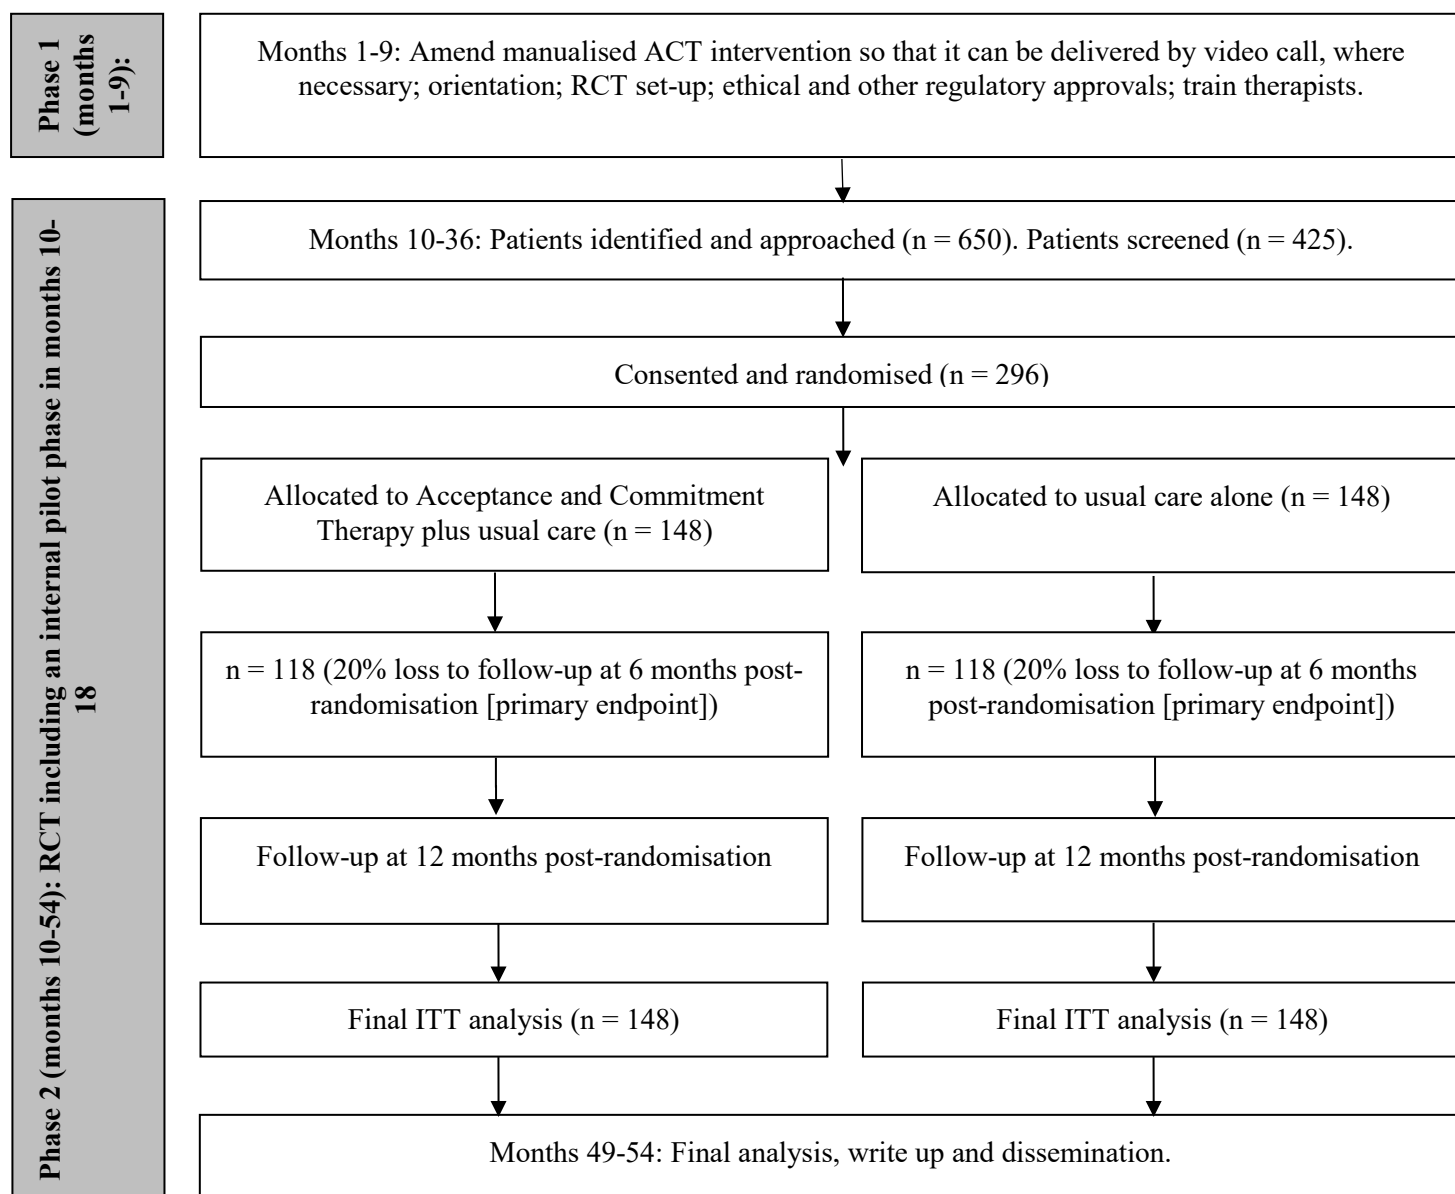 Phase 1
(months
1-9):
Months 1-9: Amend manualised ACT intervention so that it can be delivered by video call, where
necessary; orientation; RCT set-up; ethical and other regulatory approvals; train therapists.
Phase 2 (months 10-54): RCT including an internal pilot phase in months 10-
18
Months 10-36: Patients identified and approached (n = 650). Patients screened (n = 425).
Consented and randomised (n = 296)
Allocated to Acceptance and Commitment
Therapy plus usual care (n = 148)
Allocated to usual care alone (n = 148)
n = 118 (20% loss to follow-up at 6 months post-
randomisation [primary endpoint])
n = 118 (20% loss to follow-up at 6 months
post-randomisation [primary endpoint])
Follow-up at 12 months post-randomisation
Follow-up at 12 months post-randomisation
Final ITT analysis (n = 148)
Final ITT analysis (n = 148)
Months 49-54: Final analysis, write up and dissemination.